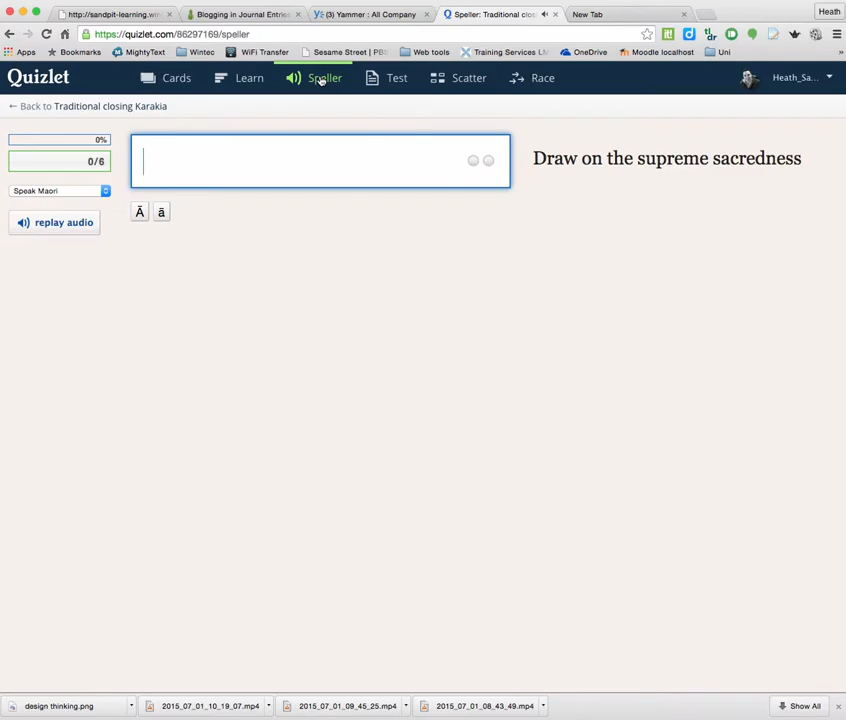 Heath
http://sandpit-learning.win
Blogging in Journal Entries
(3) Yammer : All Company
Speller: Traditional clos
New Tab
https://quizlet.com/86297169/speller
Apps
Bookmarks
MightyText
Wintec
WiFi Transfer
Sesame Street | PB
Web tools
Training Services LM
OneDrive
Moodle localhost
Uni
»
Quizlet
Cards
Learn
Speller
Test
Scatter
Race
Heath_Sa...
← Back to Traditional closing Karakia
0%
0/6
Speak Maori
replay audio
Ā
ā
Draw on the supreme sacredness
design thinking.png
2015_07_01_10_19_07.mp4
2015_07_01_09_45_25.mp4
2015_07_01_08_43_49.mp4
Show All